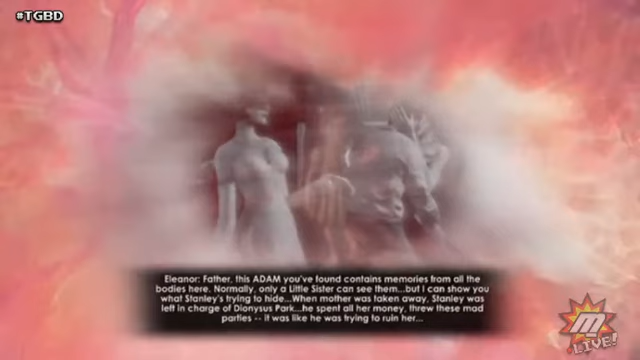 #TGBD
Eleanor: Father, this ADAM you've found contains memories from all the
bodies here. Normally, only a Little Sister can see them...but I can show you
what Stanley's trying to hide...When mother was taken away, Stanley was
left in charge of Dionysus Park...he spent all her money, threw these mad
parties -- it was like he was trying to ruin her...
M
LIVE!